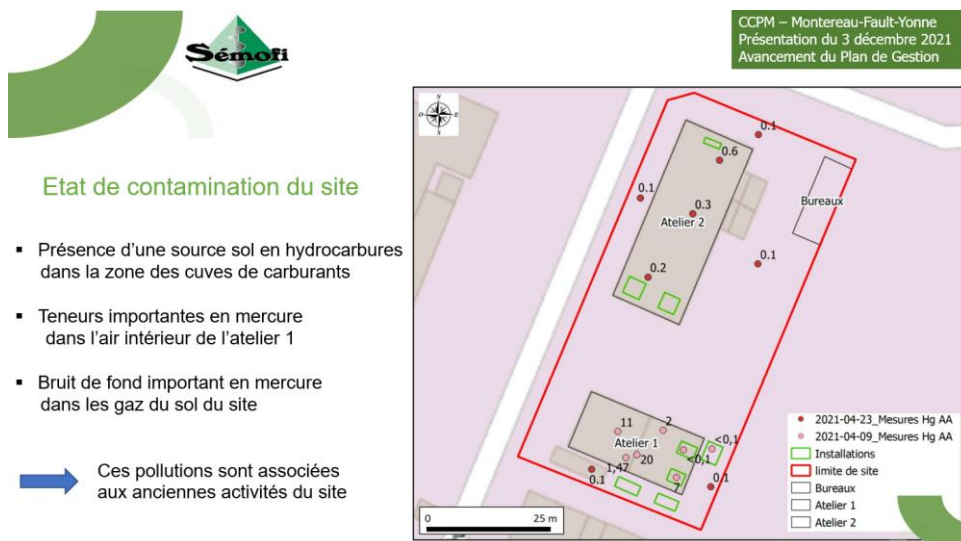 Sémofi
CCPM – Montereau-Fault-Yonne
Présentation du 3 décembre 2021
Avancement du Plan de Gestion
Etat de contamination du site
▪ Présence d’une source sol en hydrocarbures
dans la zone des cuves de carburants
▪ Teneurs importantes en mercure
dans l’air intérieur de l’atelier 1
▪ Bruit de fond important en mercure
dans les gaz du sol du site
Ces pollutions sont associées
aux anciennes activités du site
N
O E
S
0.1
0.6
0.1
0.3
Bureaux
Atelier 2
0.1
0.2
11
2
Atelier 1
<0,1
20
<0,1
1,47
0.1
7
0.1
2021-04-23_Mesures Hg AA
2021-04-09_Mesures Hg AA
Installations
limite de site
Bureaux
Atelier 1
Atelier 2
0 25 m